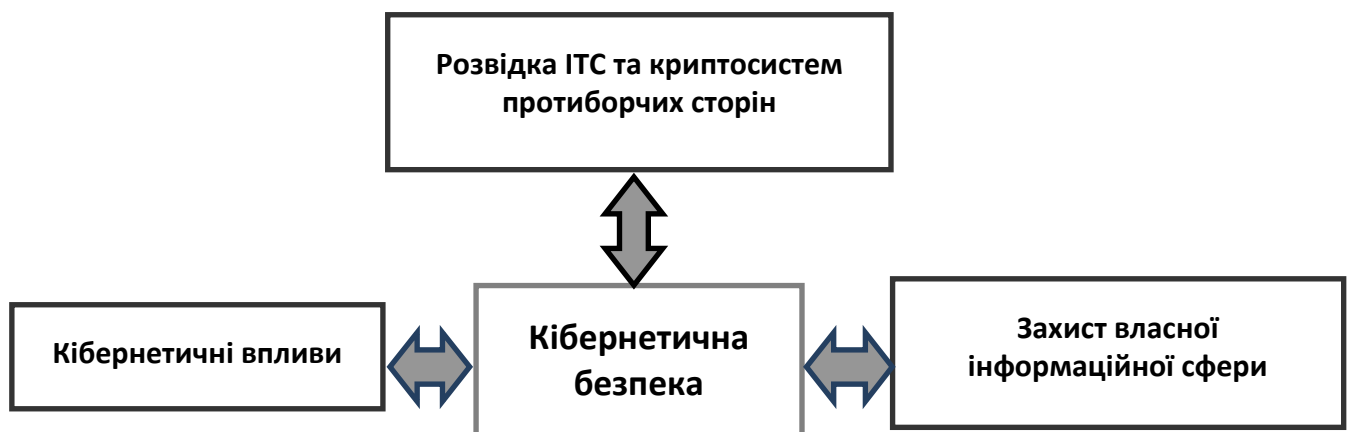 Розвідка ІТС та криптосистем
протиборчих сторін
Кібернетичні впливи
Кібернетична
безпека
Захист власної
інформаційної сфери